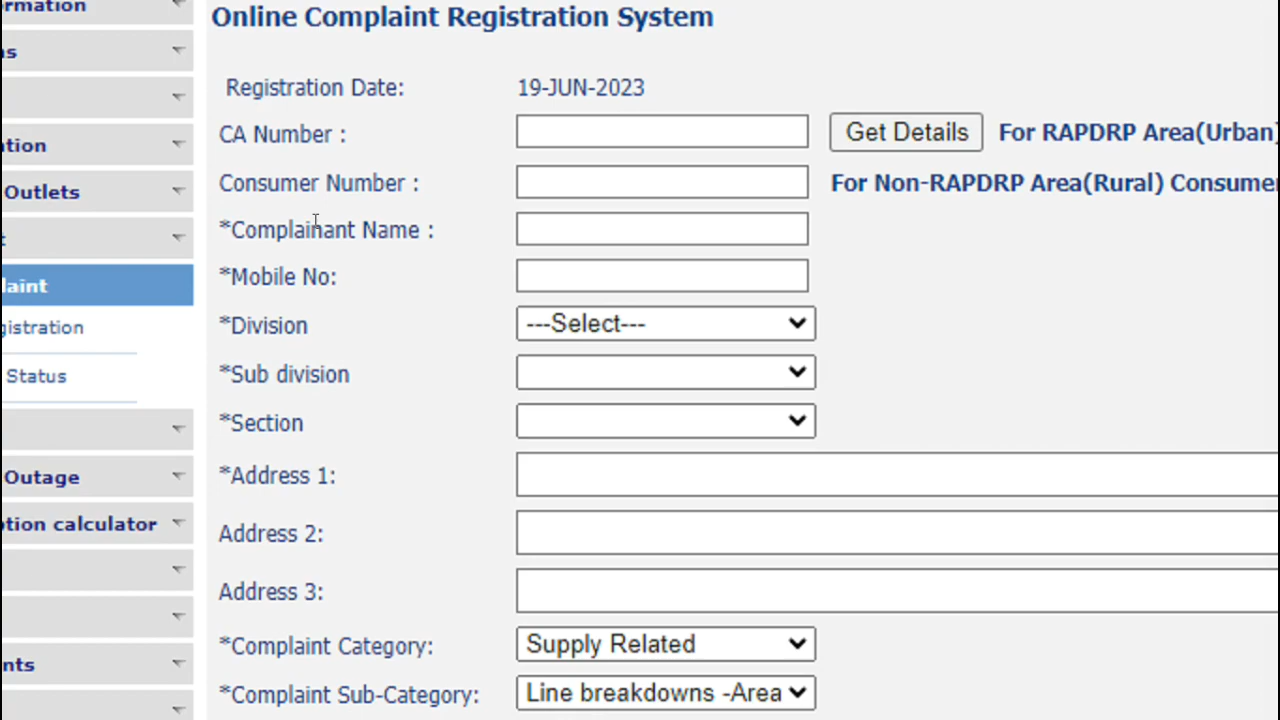 rmation
ns
ation
Outlets
t
laint
gistration
Status
Outage
ption calculator
nts
Online Complaint Registration System
Registration Date: 19-JUN-2023
CA Number : Get Details For RAPDRP Area(Urban)
Consumer Number : For Non-RAPDRP Area(Rural) Consume
*Complainant Name :
*Mobile No:
*Division ---Select---
*Sub division
*Section
*Address 1:
Address 2:
Address 3:
*Complaint Category: Supply Related
*Complaint Sub-Category: Line breakdowns -Area